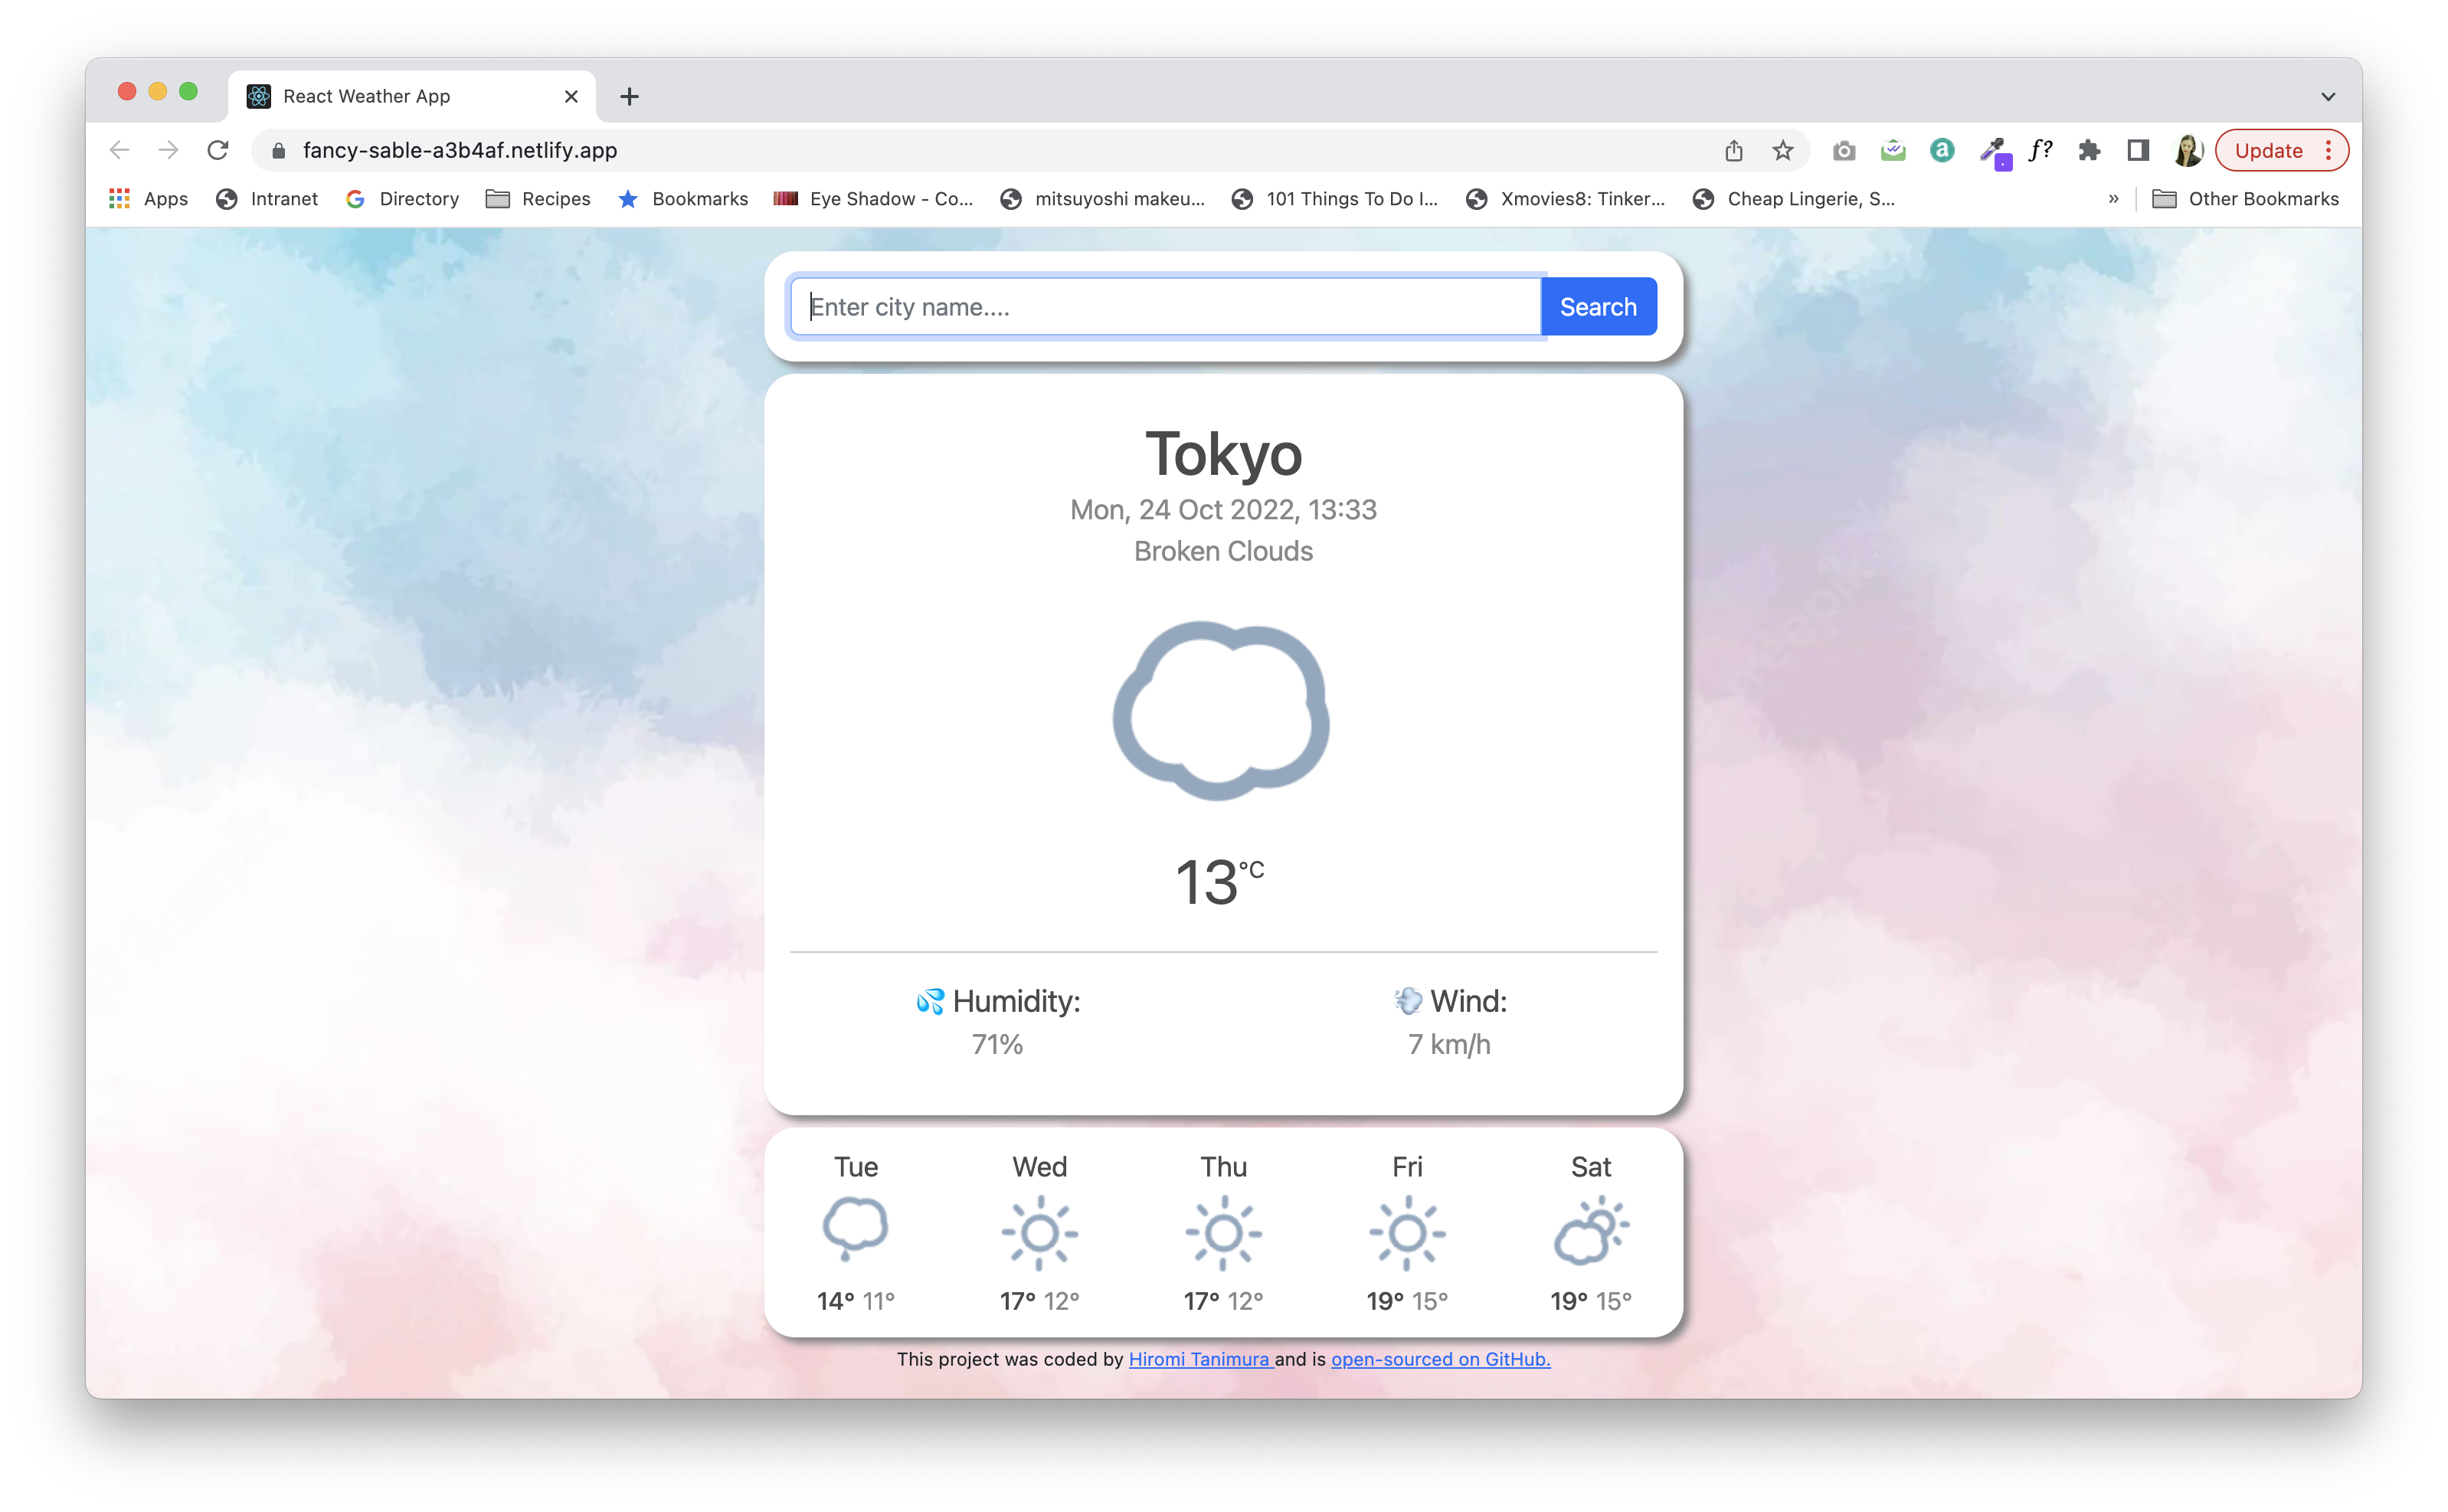 React Weather App
fancy-sable-a3b4af.netlify.app
a
f?
Update
Apps
Intranet
Directory
Recipes
Bookmarks
Eye Shadow - Co...
mitsuyoshi makeu...
101 Things To Do I...
Xmovies8: Tinker...
Cheap Lingerie, S...
»
Other Bookmarks
Enter city name....
Search
Tokyo
Mon, 24 Oct 2022, 13:33
Broken Clouds
13°C
💦 Humidity:
71%
💨 Wind:
7 km/h
Tue
Wed
Thu
Fri
Sat
14° 11°
17° 12°
17° 12°
19° 15°
19° 15°
This project was coded by Hiromi Tanimura and is open-sourced on GitHub.